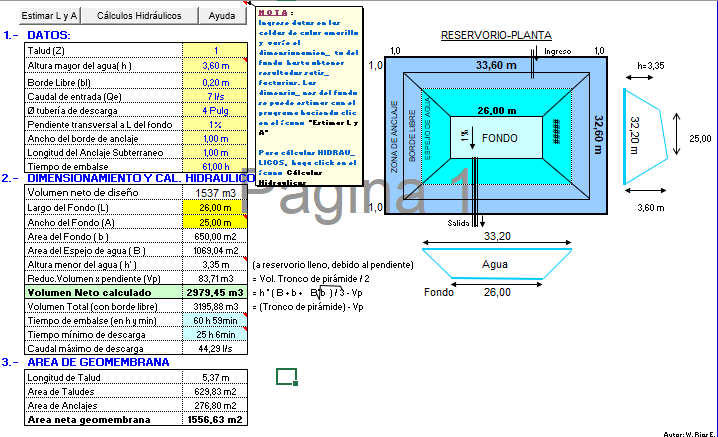 Estimar L y A
Cálculos Hidráulicos
Ayuda
1.- DATOS:
Talud (Z) 1
Altura mayor del agua( h ) 3,60 m
Borde Libre (bl) 0,20 m
Caudal de entrada (Qe) 7 l/s
Ø tubería de descarga 4 Pulg
Pendiente transversal a L del fondo 1%
Ancho del borde de anclaje 1,00 m
Longitud del Anclaje Subterraneo 1,00 m
Tiempo de embalse 61,00 h
2.- DIMENSIONAMIENTO Y CAL. HIDRAULICO
Volumen neto de diseño 1537 m3
Largo del Fondo (L) 26,00 m
Ancho del Fondo (A) 25,00 m
Area del Fondo ( b ) 650,00 m2
Area del Espejo de agua ( B ) 1069,04 m2
Altura menor del agua ( h' ) 3,35 m
Reduc.Volumen x pendiente (Vp) 83,71 m3
Volumen Neto calculado 2979,45 m3
Volumen Total (con borde libre) 3195,88 m3
Tiempo de embalse (en h y min) 60 h 59min
Tiempo mínimo de descarga 25 h 6min
Caudal máximo de descarga 44,29 l/s
3.- AREA DE GEOMEMBRANA
Longitud de Talud 5,37 m
Area de Taludes 629,83 m2
Area de Anclajes 276,80 m2
Area neta geomembrana 1556,63 m2
NOTA :
Ingrese datos en las
celdas de color amarillo
y varíe el
dimensionamien_ to del
fondo hasta obtener
resultados satis_
factorios. Las
dimensio_ nes del fondo
se puede estimar con el
programa haciendo clic
en el ícono "Estimar L y
A"
Para cálculos HIDRAU_
LICOS, haga click en el
ícono Cálculos
Hidraulicos
(a reservorio lleno, debido al pendiente)
= Vol. Tronco de pirámide / 2
= h * ( B + b + √B*b ) / 3 - Vp
= (Tronco de pirámide) - Vp
Página 1
RESERVORIO-PLANTA
1,0
Ingreso
1,0
1,0
33,60 m
ZONA DE ANCLAJE
BORDE LIBRE
ESPEJO DE AGUA
26,00 m
1%
FONDO
#####
32,60 m
1,0
Salida
h=3,35
32,20 m
25,00
3,60 m
33,20
Agua
Fondo
26,00
Autor: W. Rios E.